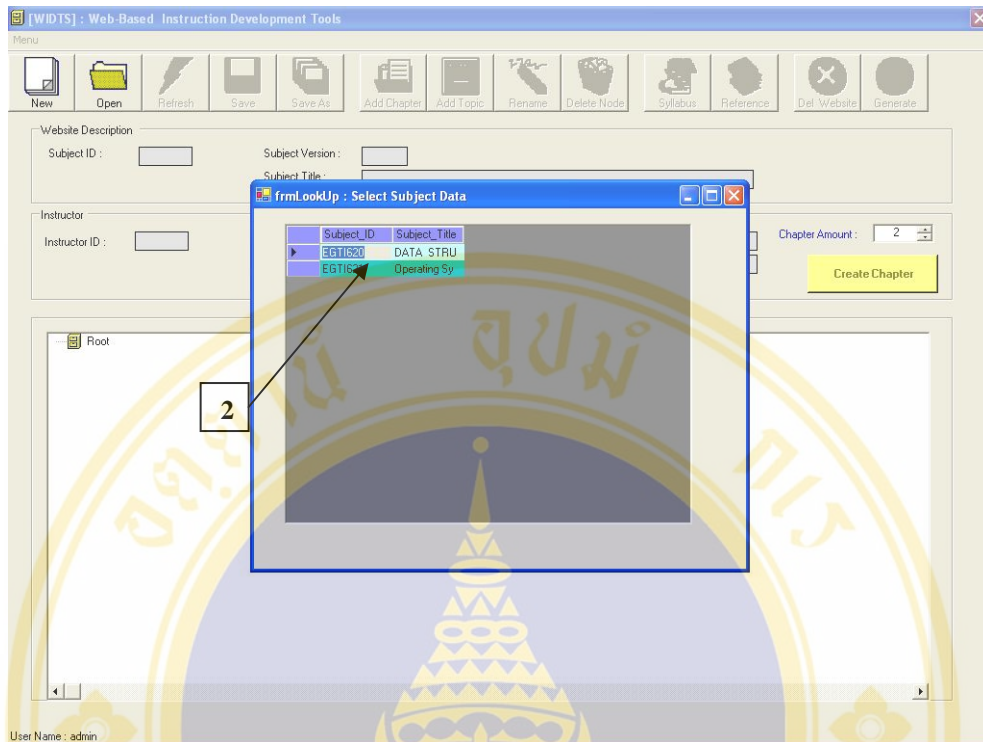 [WIDTS] : Web-Based Instruction Development Tools
Menu
New Open Refresh Save Save As Add Chapter Add Topic Rename Delete Node Syllabus Reference Del Website Generate
Website Description
Subject ID : Subject Version :
Subject Title :
frmLookUp : Select Subject Data
Subject_ID Subject_Title
EGTI620 DATA STRU
Operating Sy
Instructor
Instructor ID : Chapter Amount : 2
Create Chapter
Root
2
User Name : admin